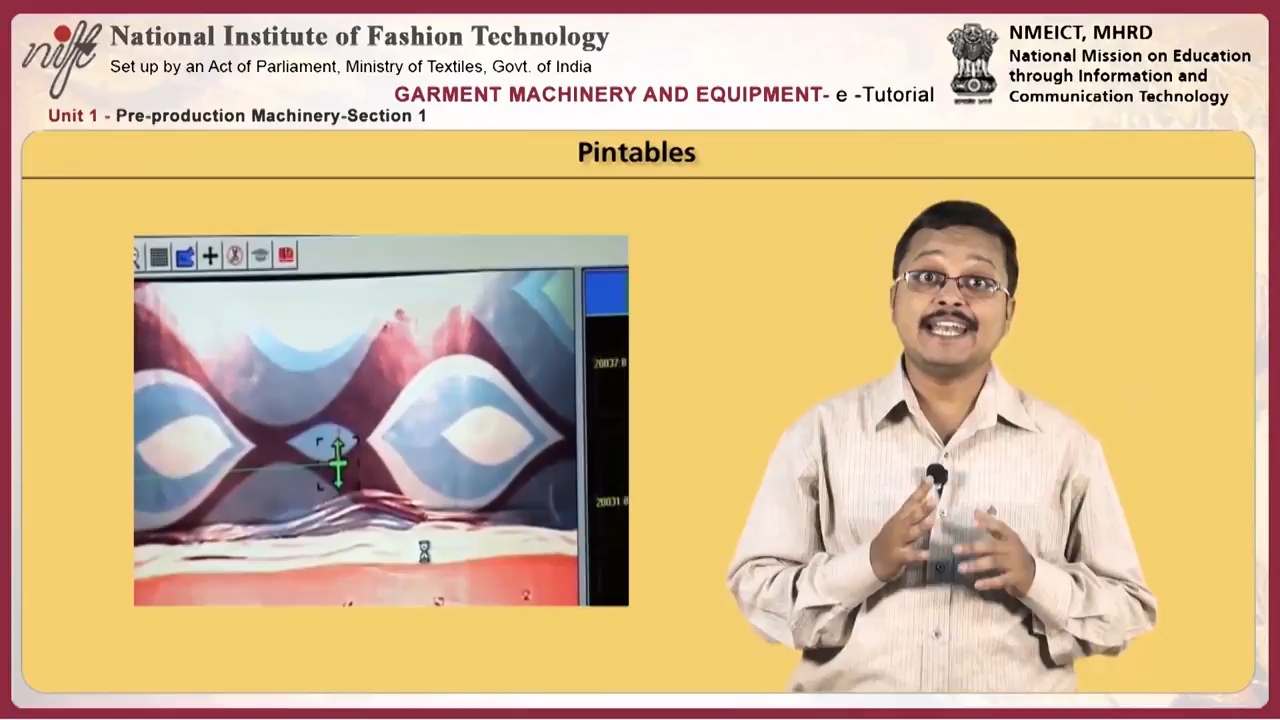 nift
National Institute of Fashion Technology
Set up by an Act of Parliament, Ministry of Textiles, Govt. of India
GARMENT MACHINERY AND EQUIPMENT- e -Tutorial
Unit 1 - Pre-production Machinery-Section 1
NMEICT, MHRD
National Mission on Education
through Information and
Communication Technology
Pintables